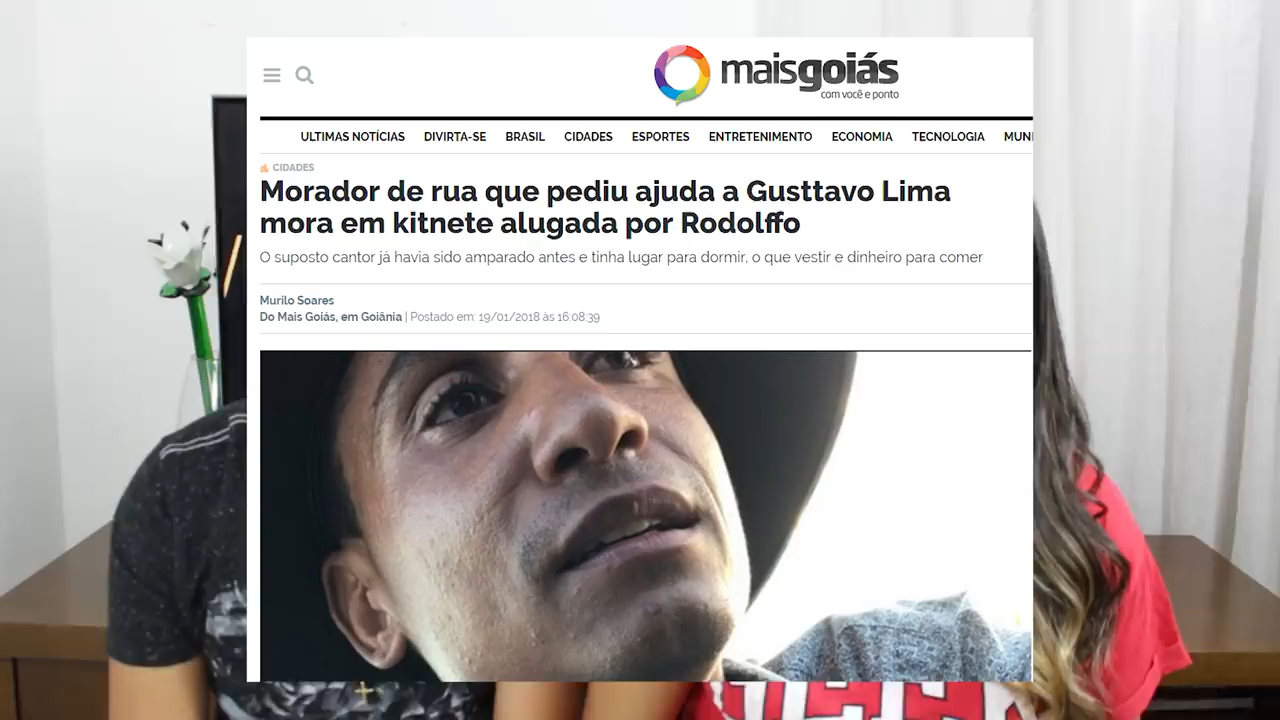 maisgoiás
com você e ponto
ULTIMAS NOTÍCIAS DIVIRTA-SE BRASIL CIDADES ESPORTES ENTRETENIMENTO ECONOMIA TECNOLOGIA
CIDADES
Morador de rua que pediu ajuda a Gusttavo Lima
mora em kitnete alugada por Rodolffo
O suposto cantor já havia sido amparado antes e tinha lugar para dormir, o que vestir e dinheiro para comer
Murilo Soares
Do Mais Goiás, em Goiânia | Postado em: 19/01/2018 às 16:08:39